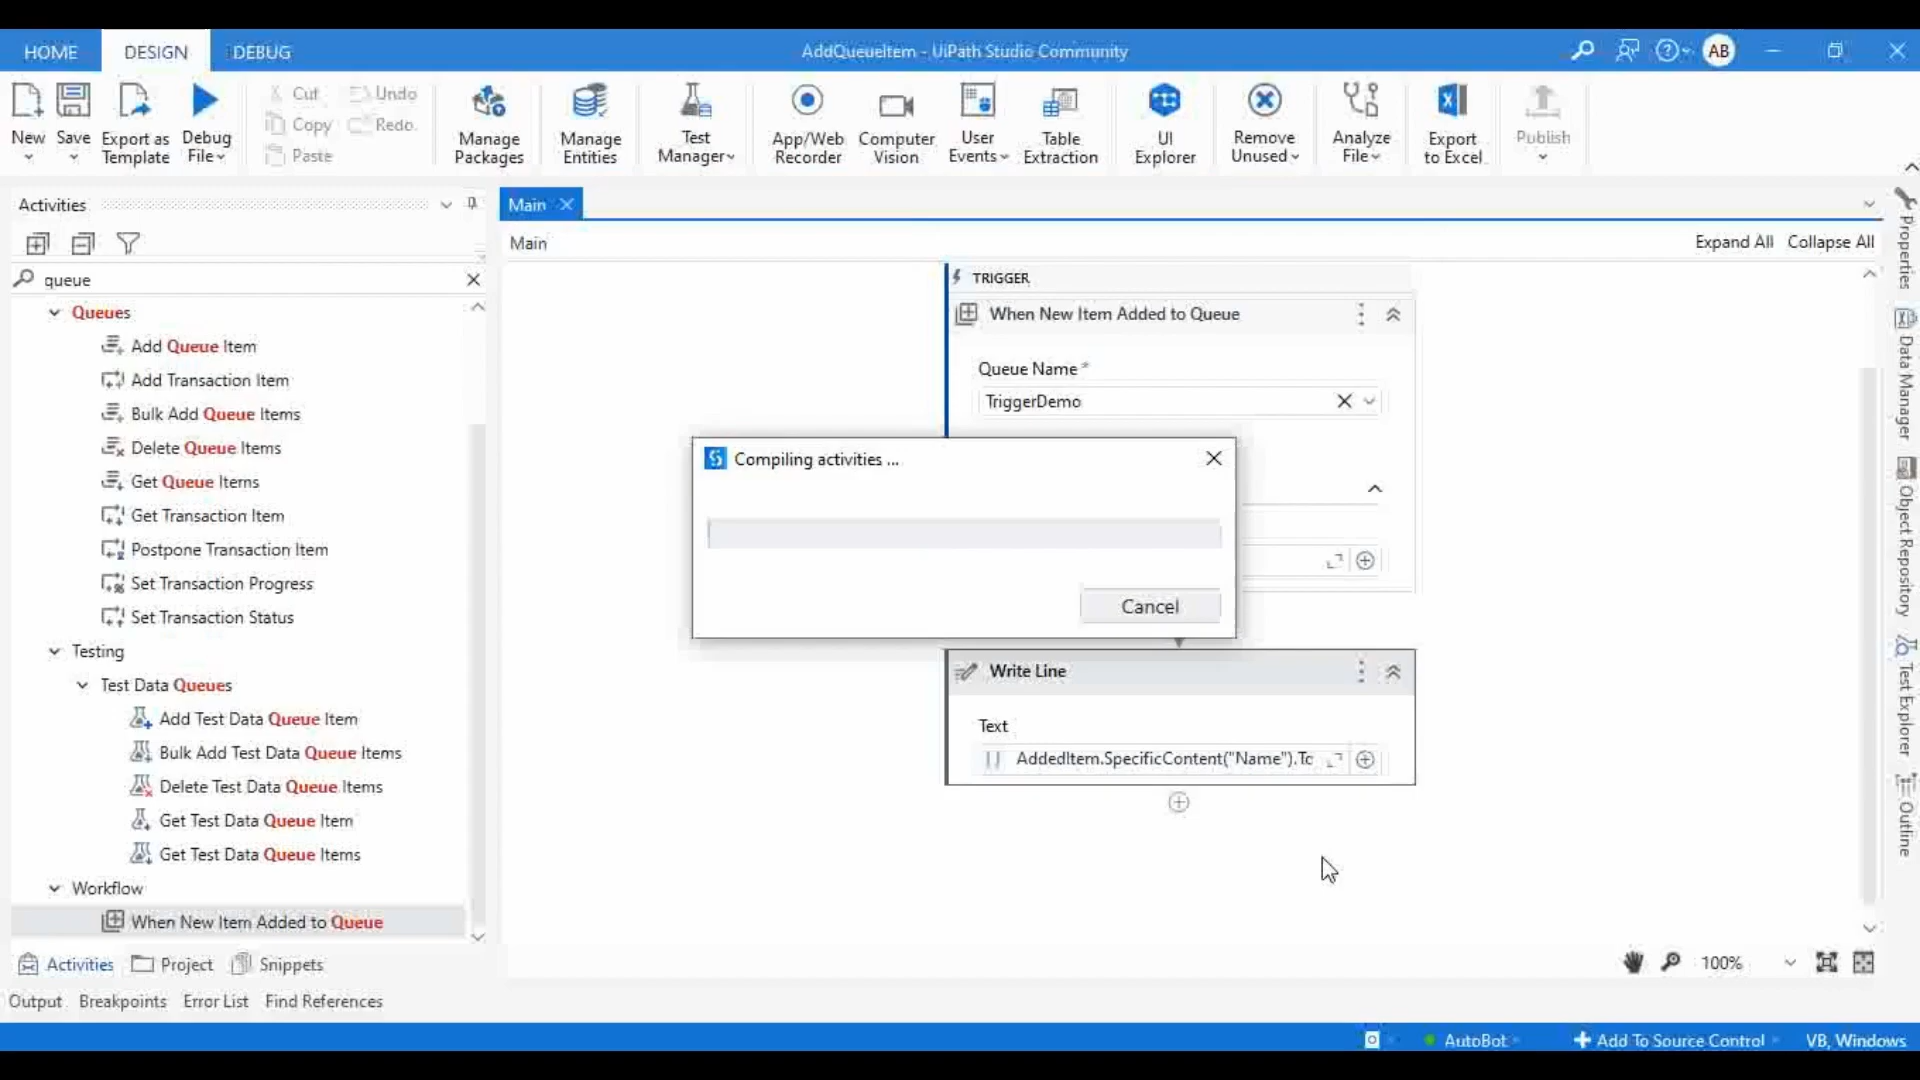 HOME DESIGN DEBUG AddQueueItem - UiPath Studio Community AB
New Save Export as Template Debug File
Cut Copy Paste Undo Redo
Manage Packages Manage Entities Test Manager App/Web Recorder Computer Vision User Events Table Extraction UI Explorer Remove Unused Analyze File Export to Excel Publish
Activities
queue
Queues
Add Queue Item
Add Transaction Item
Bulk Add Queue Items
Delete Queue Items
Get Queue Items
Get Transaction Item
Postpone Transaction Item
Set Transaction Progress
Set Transaction Status
Testing
Test Data Queues
Add Test Data Queue Item
Bulk Add Test Data Queue Items
Delete Test Data Queue Items
Get Test Data Queue Item
Get Test Data Queue Items
Workflow
When New Item Added to Queue
Activities Project Snippets
Output Breakpoints Error List Find References
Main
Main Expand All Collapse All
TRIGGER
When New Item Added to Queue
Queue Name *
TriggerDemo
Compiling activities ...
Cancel
Write Line
Text
AddedItem.SpecificContent("Name").To
100%
Properties
Data Manager
Object Repository
Test Explorer
Outline
AutoBot Add To Source Control VB, Windows